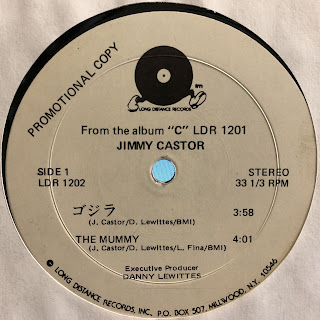 PROMOTIONAL COPY
LONG DISTANCE RECORDS
tm
From the album "C" LDR 1201
JIMMY CASTOR
SIDE 1
LDR 1202
STEREO
33 1/3 RPM
ゴジラ 3:58
(J. Castor/D. Lewittes/BMI)
THE MUMMY 4:01
(J. Castor/D. Lewittes/L. Fina/BMI)
Executive Producer
DANNY LEWITTES
© LONG DISTANCE RECORDS, INC., P.O. BOX 507, MILLWOOD, N.Y. 10546